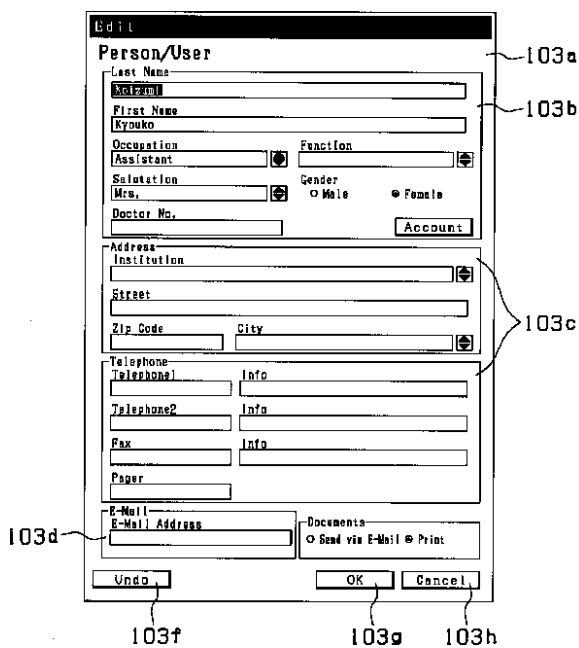 Edit
Person/User
103a
Last Name
Koizumi
103b
First Name
Kyouko
Occupation Function
Assistant
Salutation Gender
Mrs. Male Female
Doctor No.
Account
Address
Institution
Street
103c
Zip Code City
Telephone
Telephone1 Info
Telephone2 Info
Fax Info
Pager
E-Mail
E-Mail Address Documents
103d Send via E-Mail Print
Undo OK Cancel
103f 103g 103h